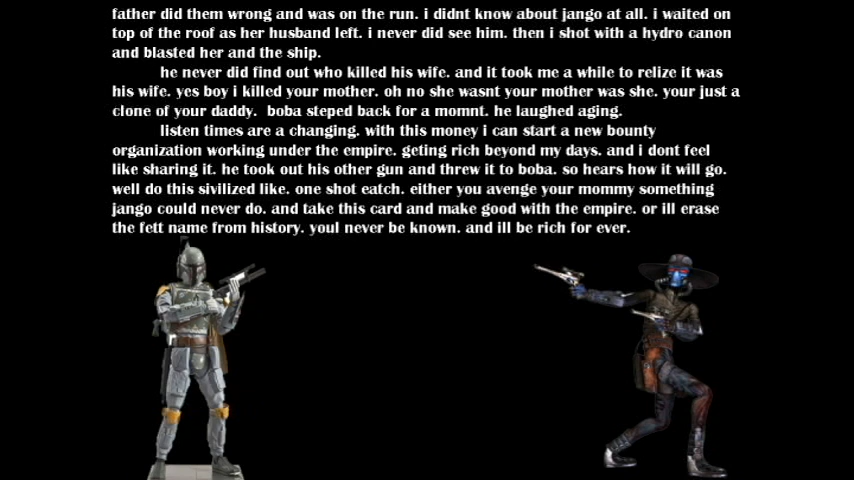 father did them wrong and was on the run. i didnt know about jango at all. i waited on
top of the roof as her husband left. i never did see him. then i shot with a hydro canon
and blasted her and the ship.
he never did find out who killed his wife. and it took me a while to relize it was
his wife. yes boy i killed your mother. oh no she wasnt your mother was she. your just a
clone of your daddy. boba steped back for a momnt. he laughed aging.
listen times are a changing. with this money i can start a new bounty
organization working under the empire. geting rich beyond my days. and i dont feel
like sharing it. he took out his other gun and threw it to boba. so hears how it will go.
well do this sivilized like. one shot eatch. either you avenge your mommy something
jango could never do. and take this card and make good with the empire. or ill erase
the fett name from history. youl never be known. and ill be rich for ever.